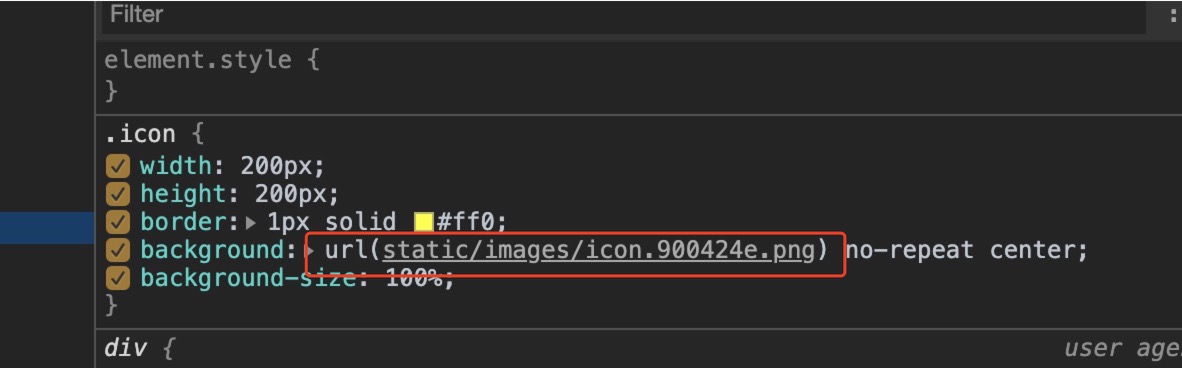 Filter
element.style {
}
.icon {
width: 200px;
height: 200px;
border: 1px solid #ff0;
background: url(static/images/icon.900424e.png) no-repeat center;
background-size: 100%;
}
div {
user age